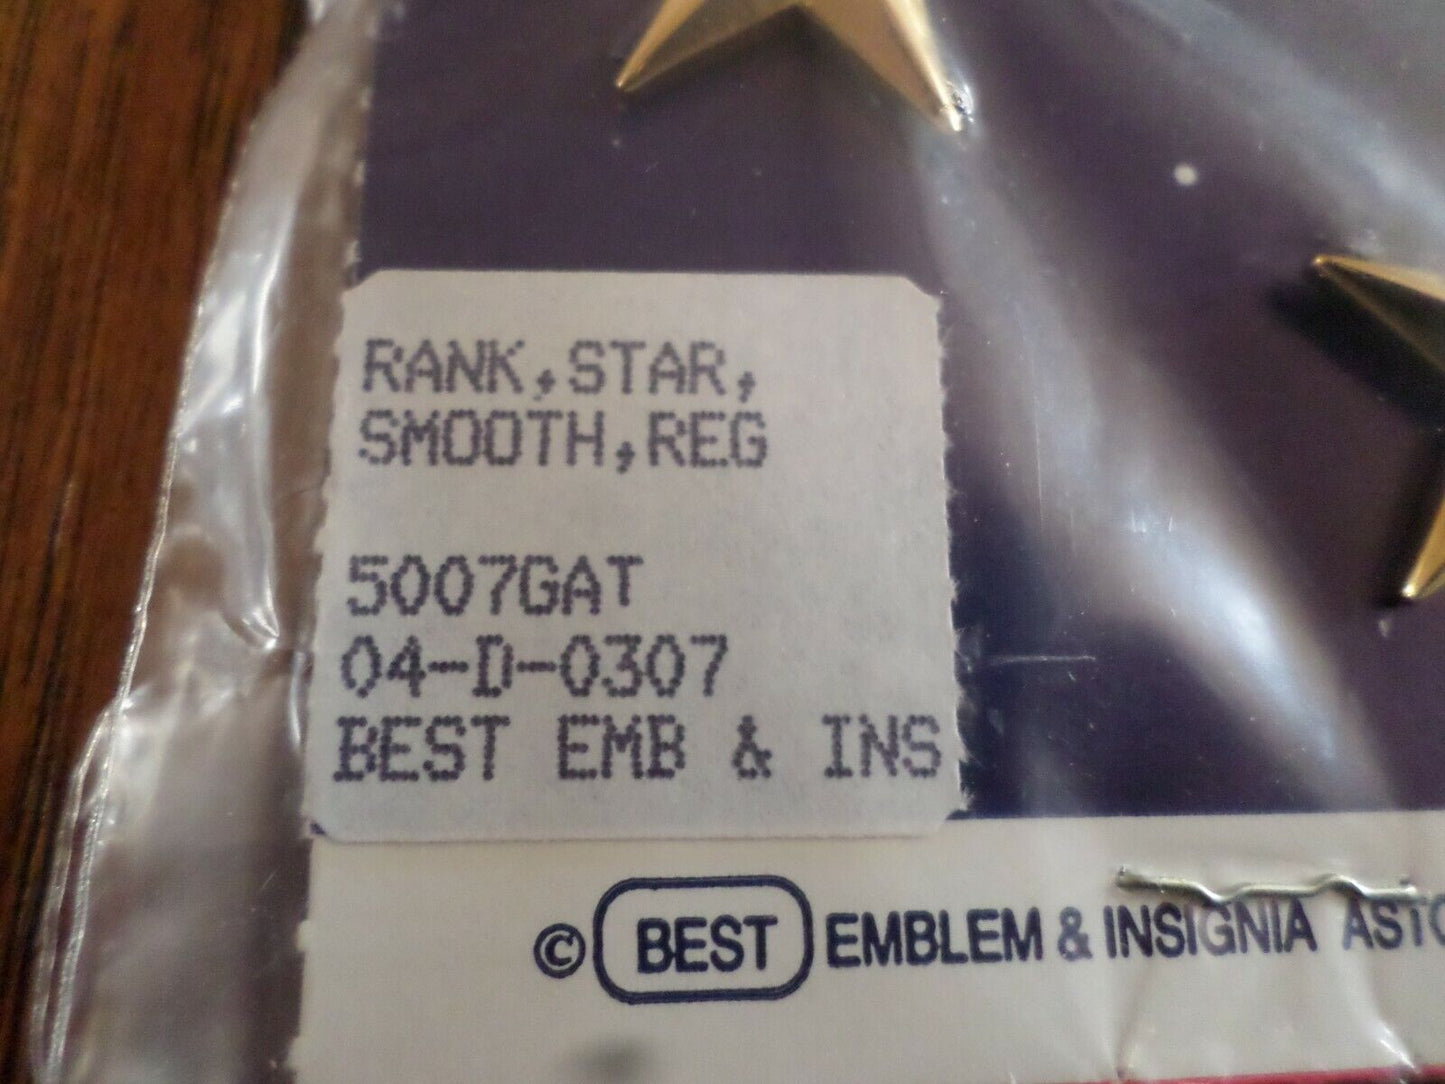 RANK,STAR,
SMOOTH,REG
5007GAT
04-D-0307
BEST EMB & INS
© BEST EMBLEM & INSIGNIA